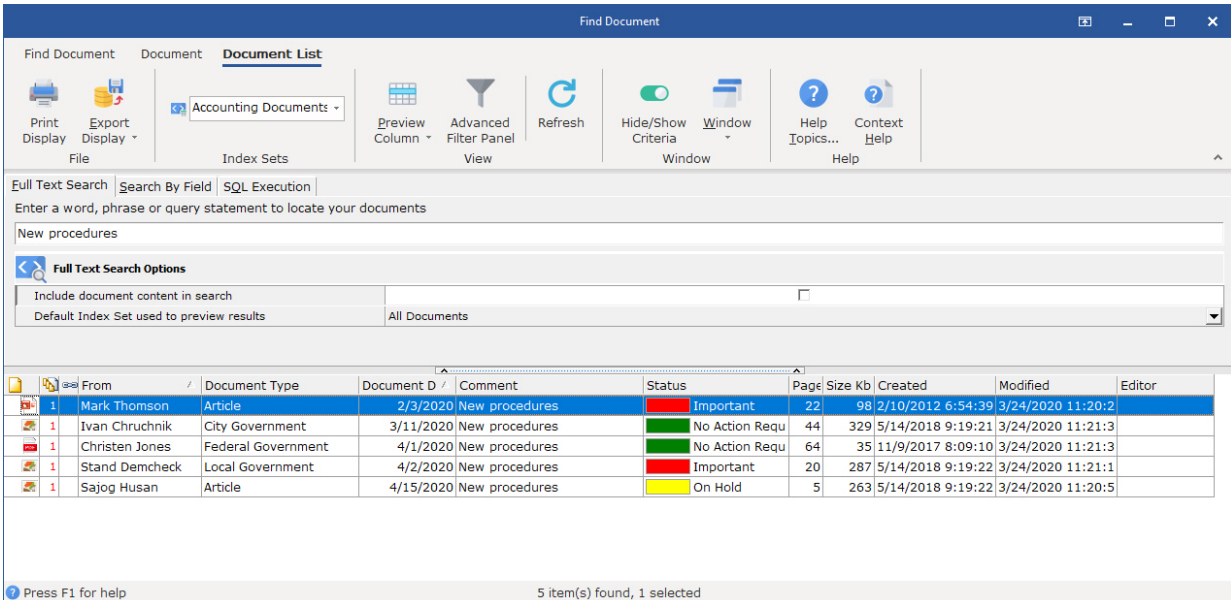 Find Document
Find Document Document Document List
Print Display
Export Display
File
Accounting Documents
Index Sets
Preview Column
Advanced Filter Panel
Refresh
View
Hide/Show Criteria
Window
Window
Help Topics...
Context Help
Help
Full Text Search Search By Field SQL Execution
Enter a word, phrase or query statement to locate your documents
New procedures
Full Text Search Options
Include document content in search
Default Index Set used to preview results All Documents
From Document Type Document D Comment Status Page Size Kb Created Modified Editor
1 Mark Thomson Article 2/3/2020 New procedures Important 22 98 2/10/2012 6:54:39 3/24/2020 11:20:2
1 Ivan Chruchnik City Government 3/11/2020 New procedures No Action Requ 44 329 5/14/2018 9:19:21 3/24/2020 11:21:3
1 Christen Jones Federal Government 4/1/2020 New procedures No Action Requ 64 35 11/9/2017 8:09:10 3/24/2020 11:21:3
1 Stand Demcheck Local Government 4/2/2020 New procedures Important 20 287 5/14/2018 9:19:22 3/24/2020 11:21:1
1 Sajog Husan Article 4/15/2020 New procedures On Hold 5 263 5/14/2018 9:19:22 3/24/2020 11:20:5
Press F1 for help 5 item(s) found, 1 selected